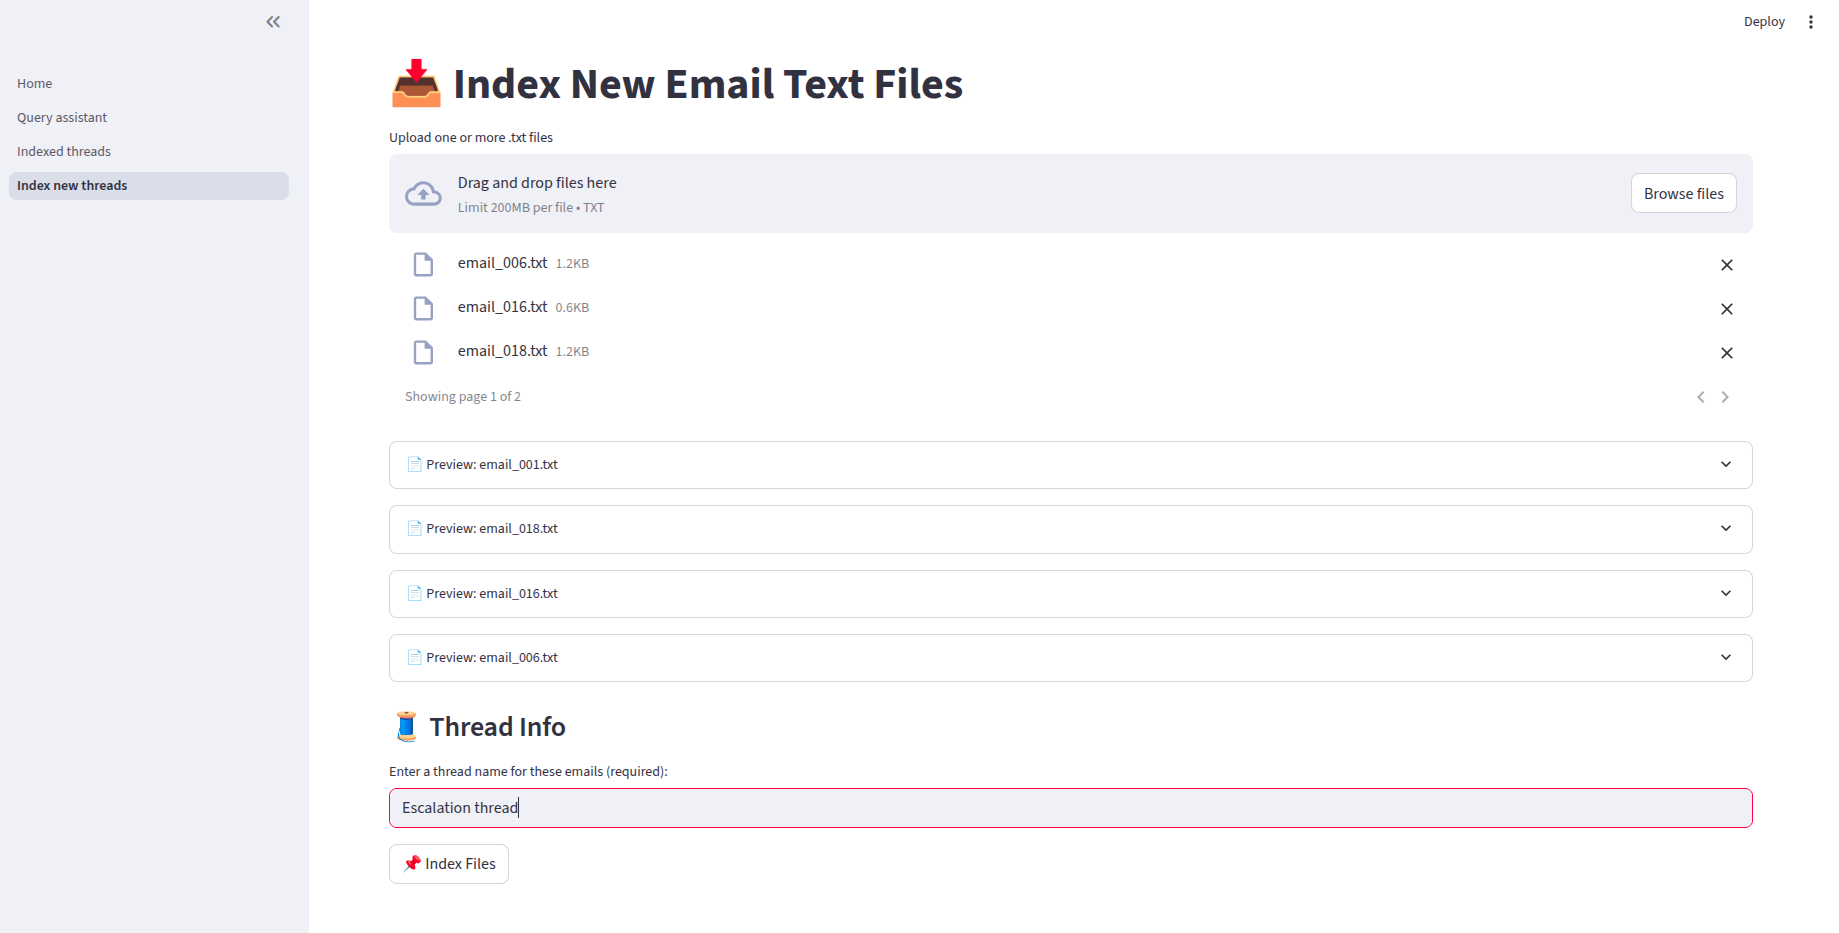 Deploy
Home
Query assistant
Indexed threads
Index new threads
Index New Email Text Files
Upload one or more .txt files
Drag and drop files here
Limit 200MB per file • TXT
Browse files
email_006.txt 1.2KB
email_016.txt 0.6KB
email_018.txt 1.2KB
Showing page 1 of 2
Preview: email_001.txt
Preview: email_018.txt
Preview: email_016.txt
Preview: email_006.txt
Thread Info
Enter a thread name for these emails (required):
Escalation thread
Index Files